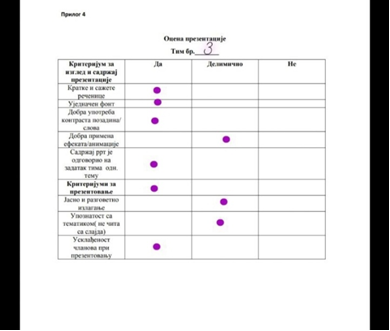 Прилог 4
Оцена презентације
Тим бр. 3
Критеријум за изглед и садржај презентације
Да
Делимично
Не
Кратке и сажете реченице
Уједначен фонт
Добра употреба контраста позадина/ слова
Добра примена ефеката/анимације
Садржај ppt је одговорао на задатак тима одн. тему
Критеријуми за презентовање
Јасно и разговетно излагање
Упознатост са тематиком( не чита са слајда)
Усклађеност чланова при презентовању